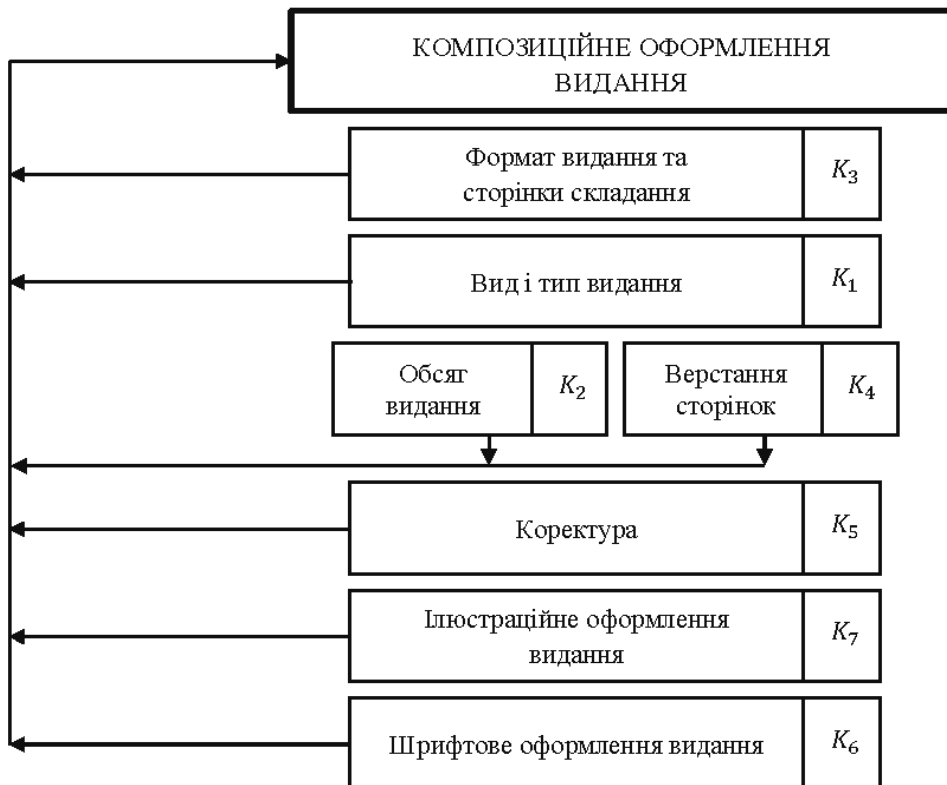 КОМПОЗИЦІЙНЕ ОФОРМЛЕННЯ
ВИДАННЯ
Формат видання та
сторінки складання
K₃
Вид і тип видання
K₁
Обсяг
видання
K₂
Верстання
сторінок
K₄
Коректура
K₅
Ілюстраційне оформлення
видання
K₇
Шрифтове оформлення видання
K₆